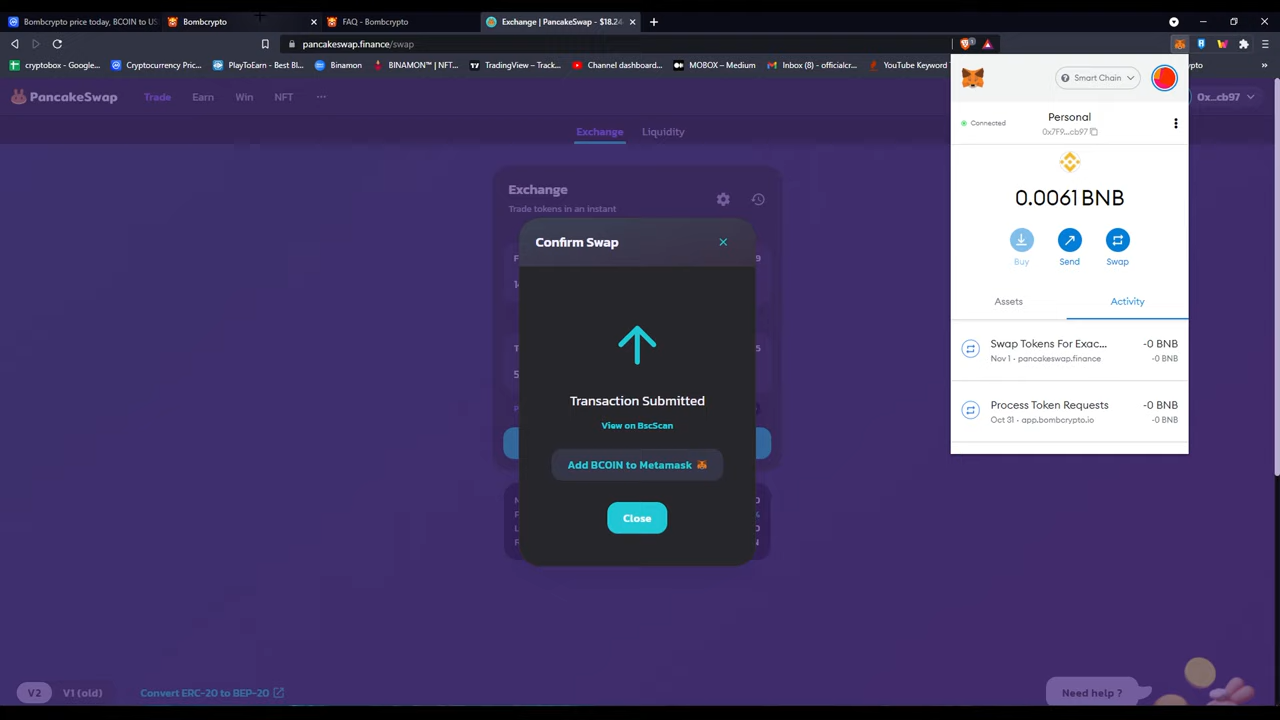 Bombcrypto price today, BCOIN to US
Bombcrypto
FAQ - Bombcrypto
Exchange | PancakeSwap - $18.24
pancakeswap.finance/swap
1
cryptobox - Google...
Cryptocurrency Pric...
PlayToEarn - Best Bl...
Binamon
BINAMON™ | NFT...
TradingView – Track...
Channel dashboard...
MOBOX – Medium
Inbox (8) - officialcr...
YouTube Keyword
rypto
»
PancakeSwap
Trade
Earn
Win
NFT
...
0x...cb97
Exchange
Liquidity
Exchange
Trade tokens in an instant
Confirm Swap
Transaction Submitted
View on BscScan
Add BCOIN to Metamask
Close
Smart Chain
Connected
Personal
0x7F9...cb97
0.0061 BNB
Buy
Send
Swap
Assets
Activity
Swap Tokens For Exac...
-0 BNB
Nov 1 · pancakeswap.finance
-0 BNB
Process Token Requests
-0 BNB
Oct 31 · app.bombcrypto.io
-0 BNB
V2
V1 (old)
Convert ERC-20 to BEP-20
Need help ?